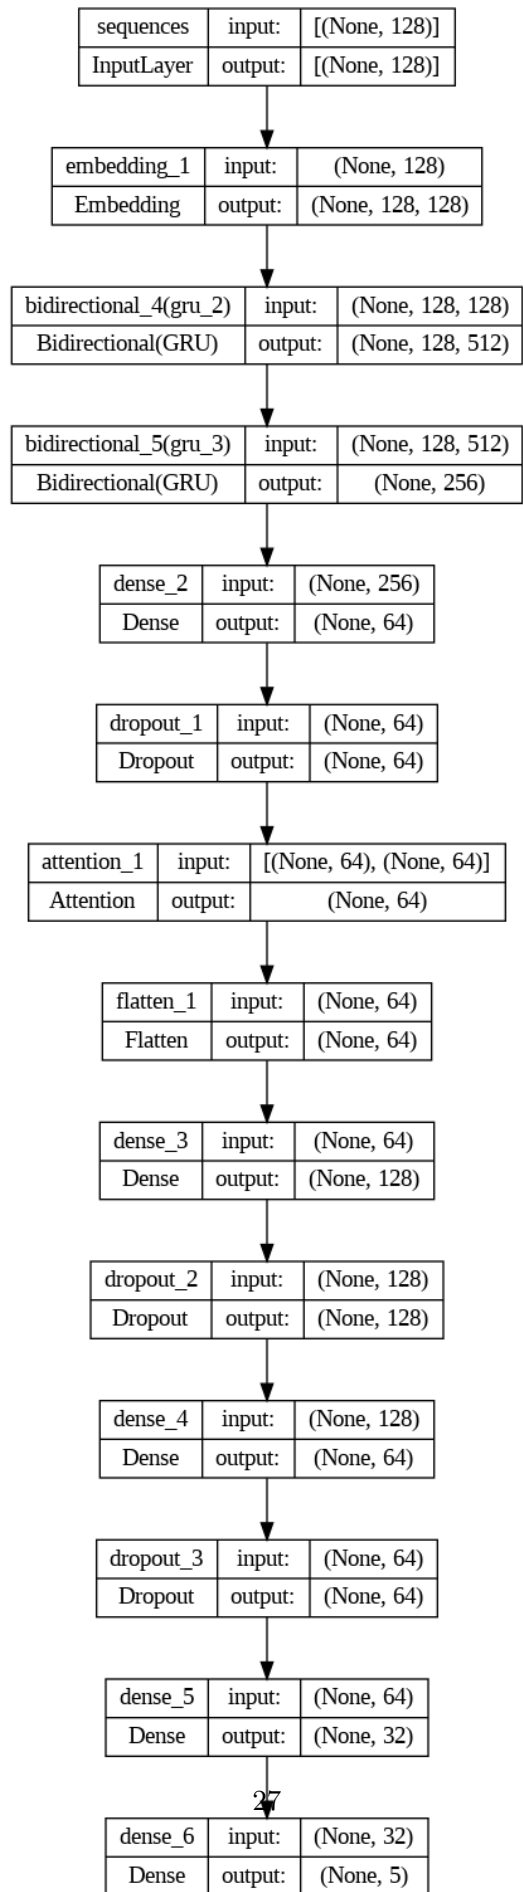 sequences input: [(None, 128)]
InputLayer output: [(None, 128)]
embedding_1 input: (None, 128)
Embedding output: (None, 128, 128)
bidirectional_4(gru_2) input: (None, 128, 128)
Bidirectional(GRU) output: (None, 128, 512)
bidirectional_5(gru_3) input: (None, 128, 512)
Bidirectional(GRU) output: (None, 256)
dense_2 input: (None, 256)
Dense output: (None, 64)
dropout_1 input: (None, 64)
Dropout output: (None, 64)
attention_1 input: [(None, 64), (None, 64)]
Attention output: (None, 64)
flatten_1 input: (None, 64)
Flatten output: (None, 64)
dense_3 input: (None, 64)
Dense output: (None, 128)
dropout_2 input: (None, 128)
Dropout output: (None, 128)
dense_4 input: (None, 128)
Dense output: (None, 64)
dropout_3 input: (None, 64)
Dropout output: (None, 64)
dense_5 input: (None, 64)
Dense output: (None, 32)
27
dense_6 input: (None, 32)
Dense output: (None, 5)